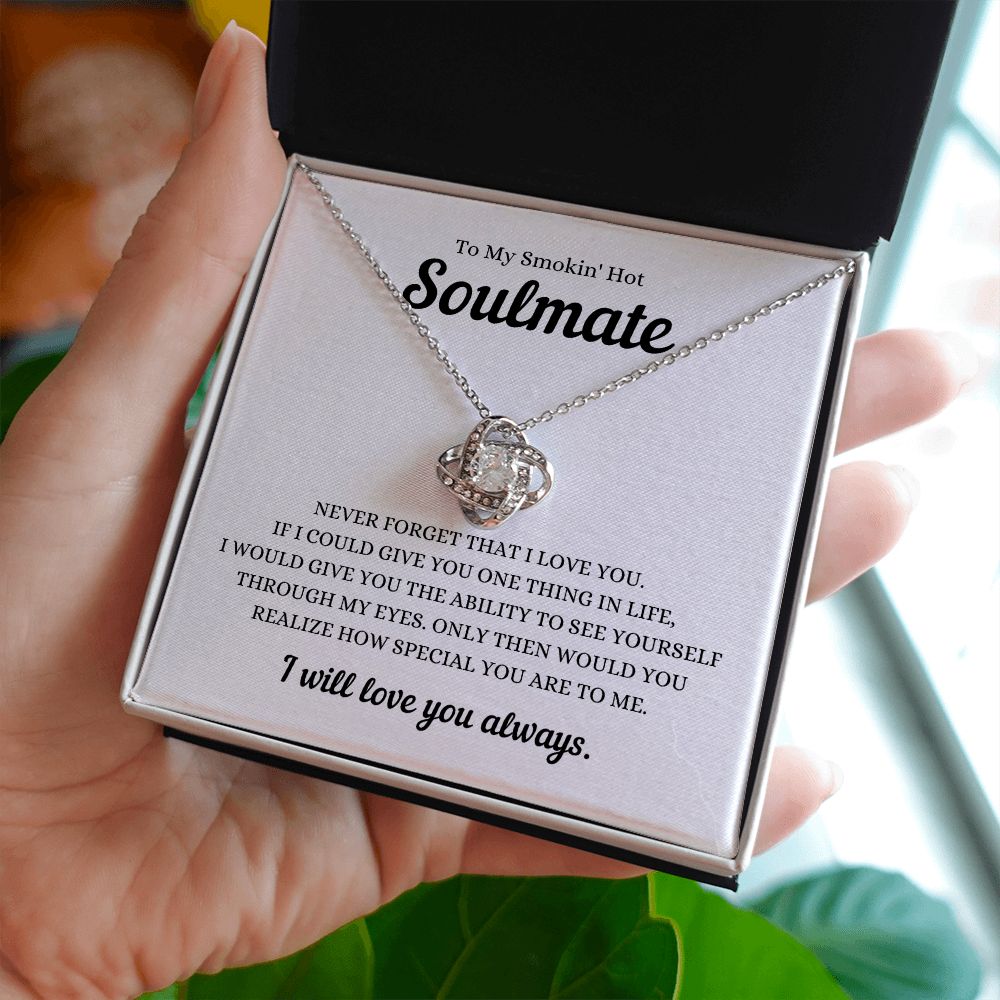 To My Smokin' Hot
Soulmate
NEVER FORGET THAT I LOVE YOU.
IF I COULD GIVE YOU ONE THING IN LIFE,
I WOULD GIVE YOU THE ABILITY TO SEE YOURSELF
THROUGH MY EYES. ONLY THEN WOULD YOU
REALIZE HOW SPECIAL YOU ARE TO ME.
I will love you always.